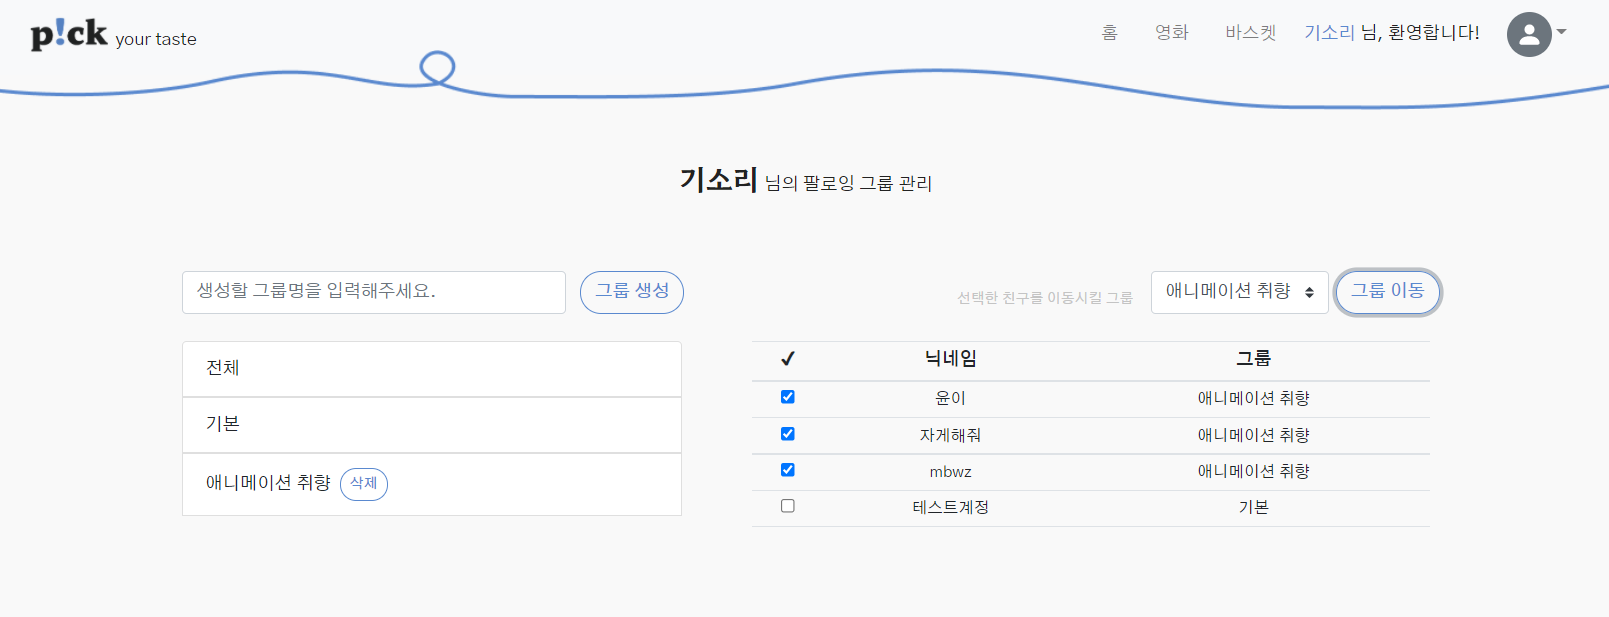 p!ck your taste
홈 영화 바스켓 기소리 님, 환영합니다!
기소리 님의 팔로잉 그룹 관리
생성할 그룹명을 입력해주세요. 그룹 생성
전체
기본
애니메이션 취향 삭제
선택한 친구를 이동시킬 그룹 애니메이션 취향 그룹 이동
✓ 닉네임 그룹
윤이 애니메이션 취향
자게해줘 애니메이션 취향
mbwz 애니메이션 취향
테스트계정 기본